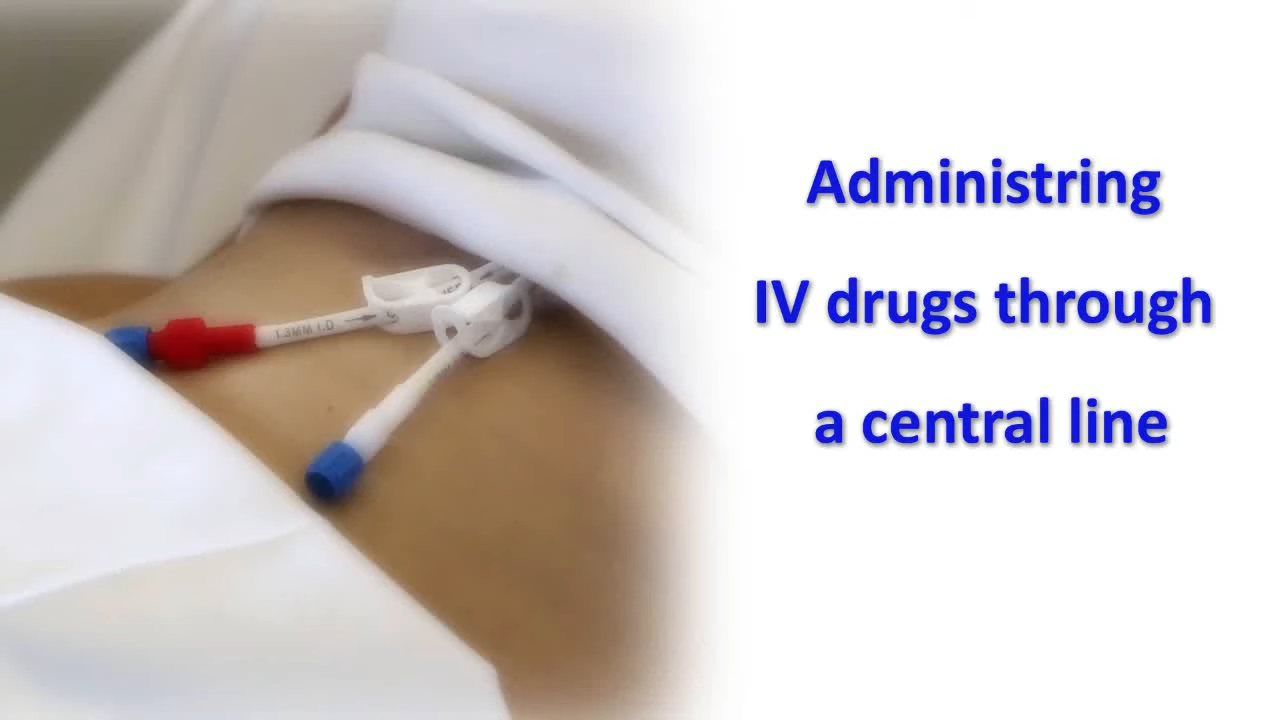 Administring
IV drugs through
a central line
1.3MM I.D